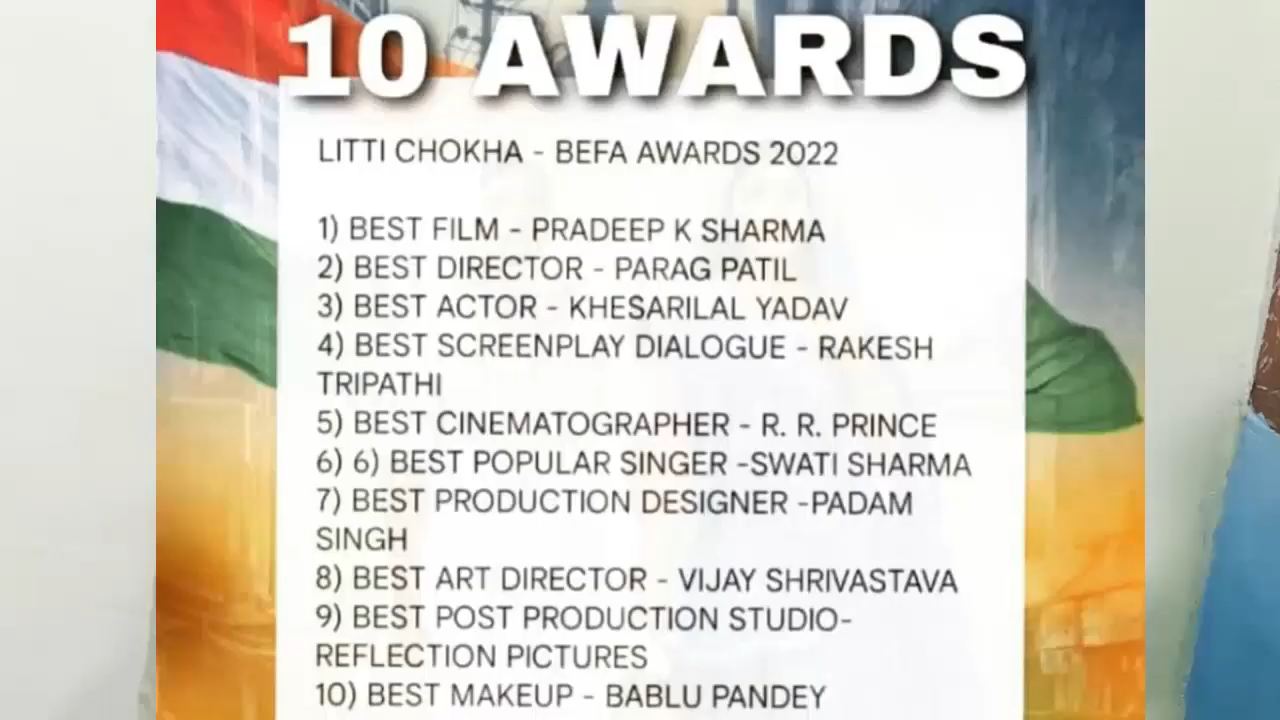 10 AWARDS
LITTI CHOKHA - BEFA AWARDS 2022
1) BEST FILM - PRADEEP K SHARMA
2) BEST DIRECTOR - PARAG PATIL
3) BEST ACTOR - KHESARILAL YADAV
4) BEST SCREENPLAY DIALOGUE - RAKESH
TRIPATHI
5) BEST CINEMATOGRAPHER - R. R. PRINCE
6) 6) BEST POPULAR SINGER -SWATI SHARMA
7) BEST PRODUCTION DESIGNER -PADAM
SINGH
8) BEST ART DIRECTOR - VIJAY SHRIVASTAVA
9) BEST POST PRODUCTION STUDIO-
REFLECTION PICTURES
10) BEST MAKEUP - BABLU PANDEY